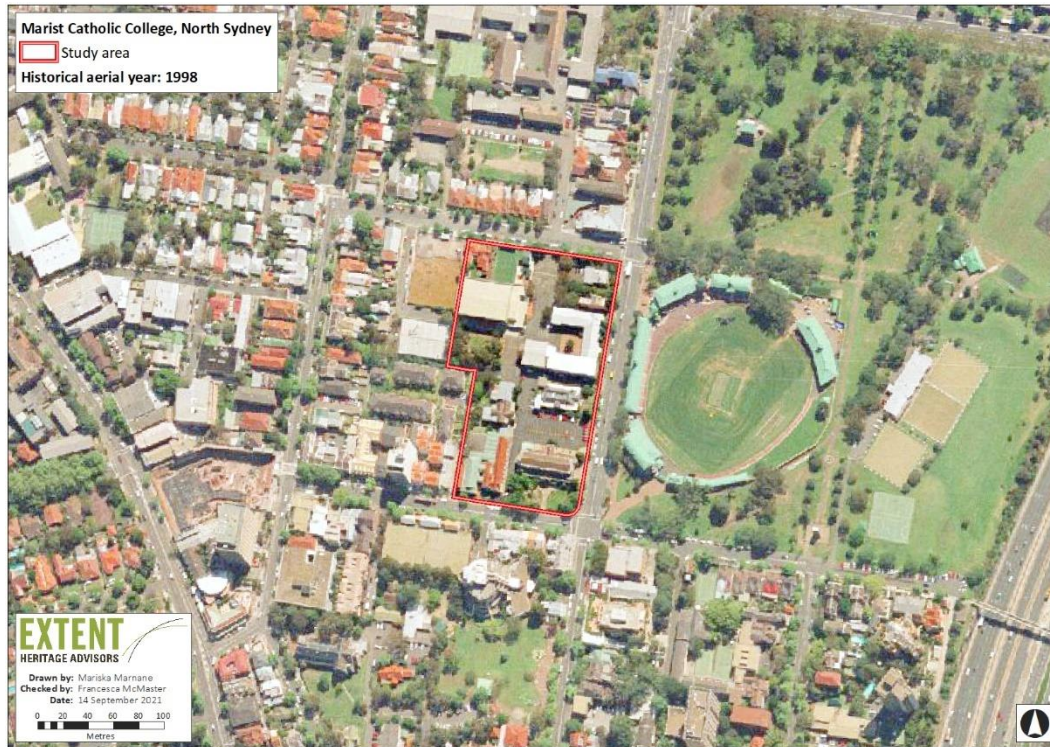 Marist Catholic College, North Sydney
Study area
Historical aerial year: 1998
EXTENT
HERITAGE ADVISORS
Drawn by: Mariska Marnane
Checked by: Francesca McMaster
Date: 14 September 2021
0 20 40 60 80 100
Metres